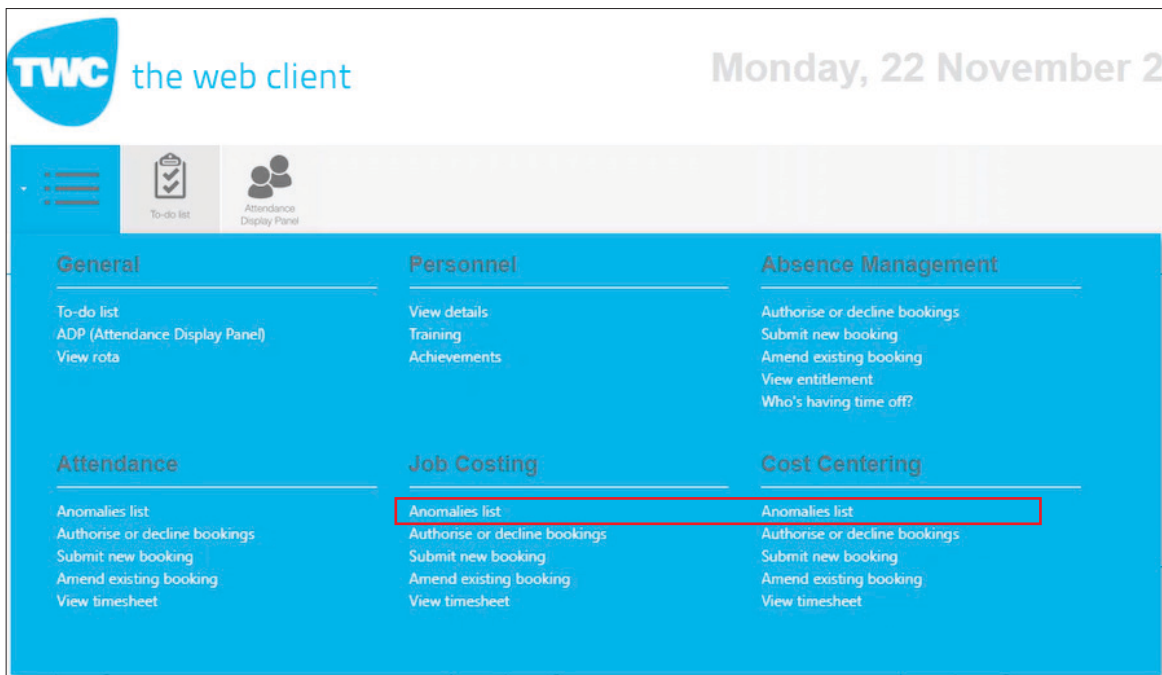 TWC the web client
Monday, 22 November 2
To-do list
Attendance
Display Panel
General
To-do list
ADP (Attendance Display Panel)
View rota
Personnel
View details
Training
Achievements
Absence Management
Authorise or decline bookings
Submit new booking
Amend existing booking
View entitlement
Who's having time off?
Attendance
Anomalies list
Authorise or decline bookings
Submit new booking
Amend existing booking
View timesheet
Job Costing
Anomalies list
Authorise or decline bookings
Submit new booking
Amend existing booking
View timesheet
Cost Centering
Anomalies list
Authorise or decline bookings
Submit new booking
Amend existing booking
View timesheet